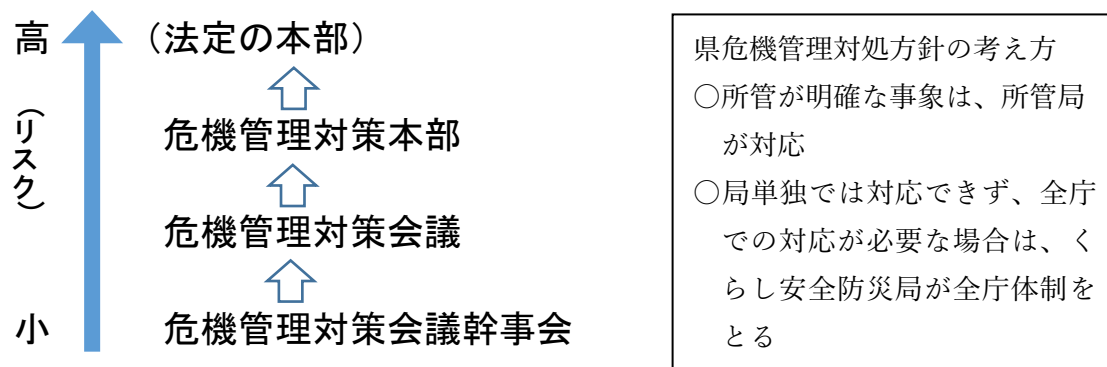 高
(リスク)
小
(法定の本部)
危機管理対策本部
危機管理対策会議
危機管理対策会議幹事会
県危機管理対処方針の考え方
○所管が明確な事象は、所管局
が対応
○局単独では対応できず、全庁
での対応が必要な場合は、く
らし安全防災局が全庁体制を
とる